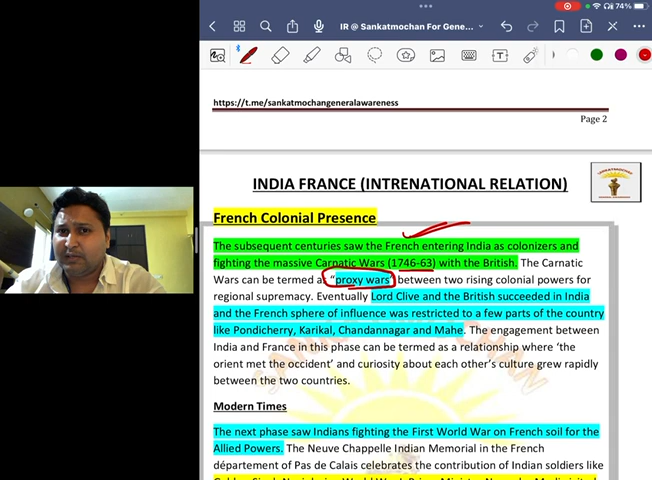 74%
IR @ Sankatmochan For Gene...
https://t.me/sankatmochangeneralawareness
Page 2
INDIA FRANCE (INTRENATIONAL RELATION)
French Colonial Presence
The subsequent centuries saw the French entering India as colonizers and
fighting the massive Carnatic Wars (1746-63) with the British. The Carnatic
Wars can be termed as "proxy wars" between two rising colonial powers for
regional supremacy. Eventually Lord Clive and the British succeeded in India
and the French sphere of influence was restricted to a few parts of the country
like Pondicherry, Karikal, Chandannagar and Mahe. The engagement between
India and France in this phase can be termed as a relationship where 'the
orient met the occident' and curiosity about each other's culture grew rapidly
between the two countries.
Modern Times
The next phase saw Indians fighting the First World War on French soil for the
Allied Powers. The Neuve Chappelle Indian Memorial in the French
département of Pas de Calais celebrates the contribution of Indian soldiers like